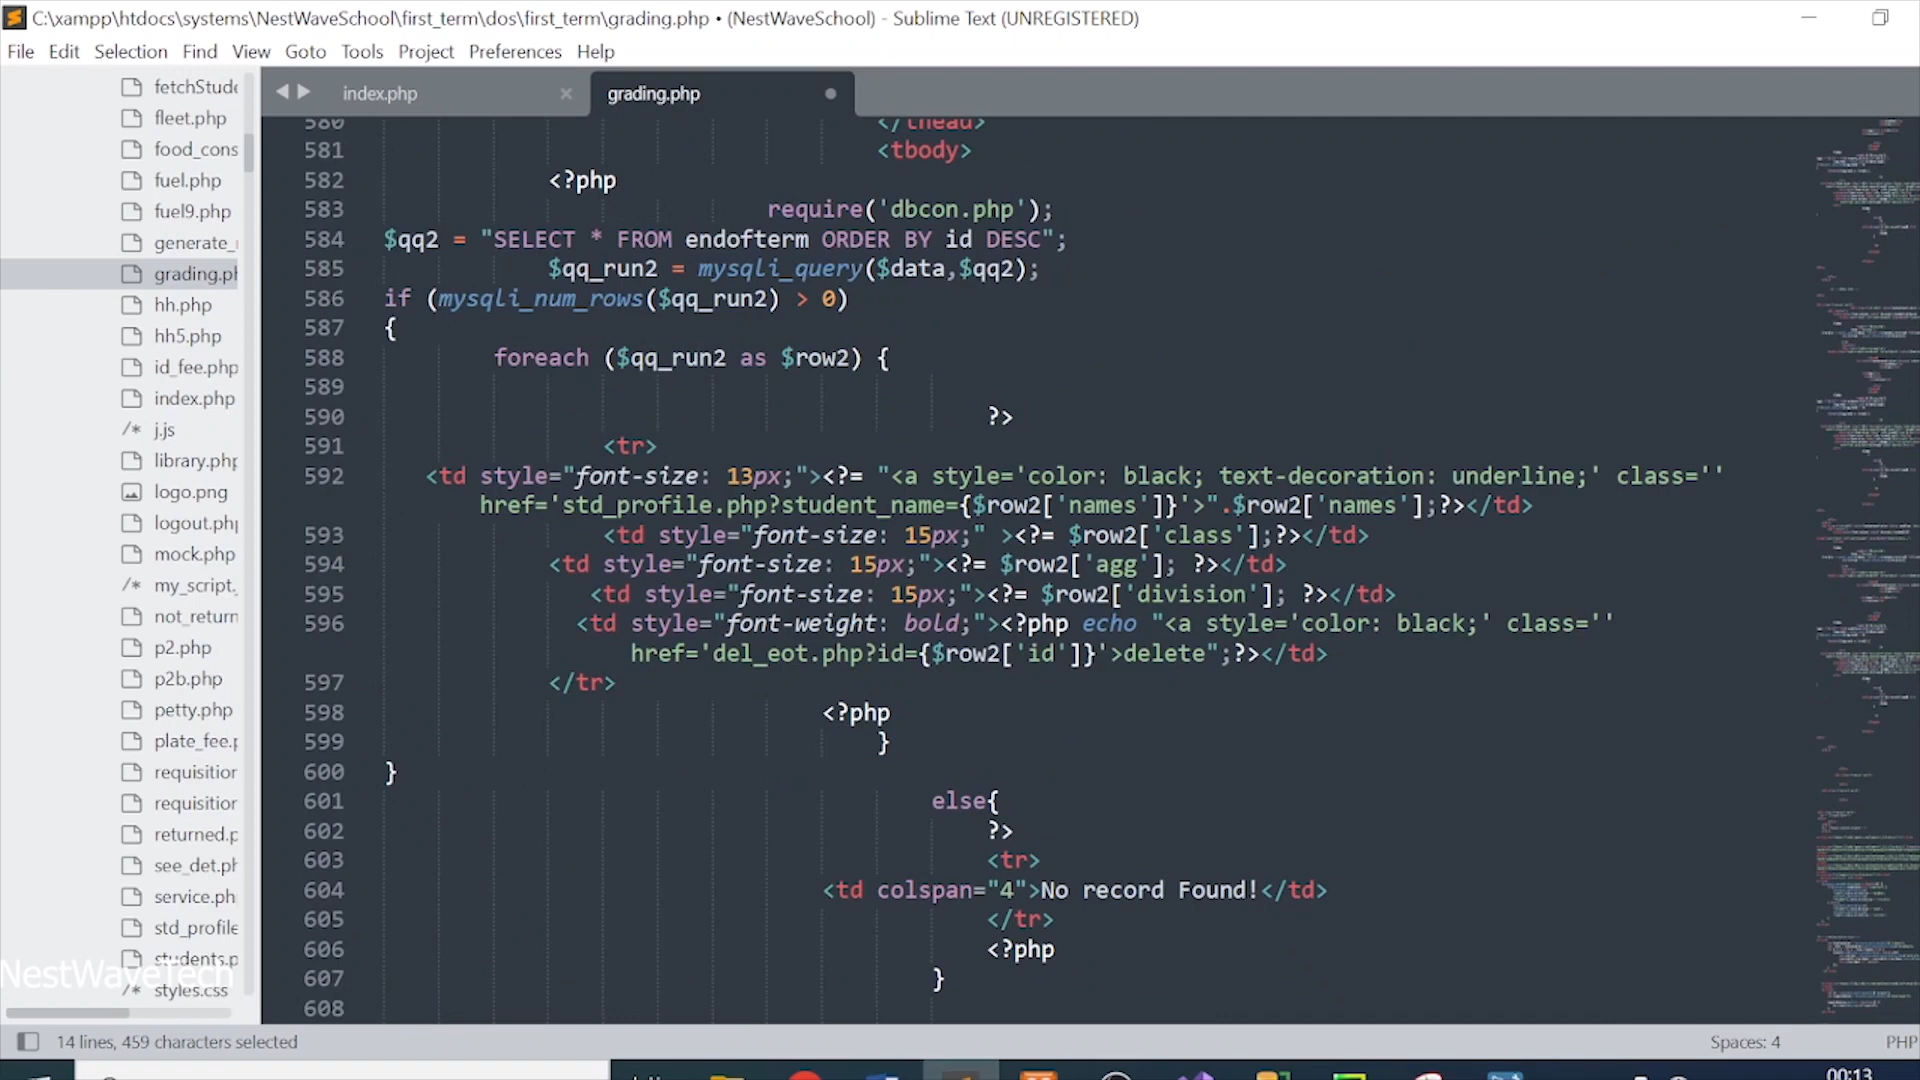 C:\xampp\htdocs\systems\NestWaveSchool\first_term\dos\first_term\grading.php • (NestWaveSchool) - Sublime Text (UNREGISTERED)
File Edit Selection Find View Goto Tools Project Preferences Help
fetchStude
fleet.php
food_cons
fuel.php
fuel9.php
generate_
grading.ph
hh.php
hh5.php
id_fee.php
index.php
/* j.js
library.php
logo.png
logout.php
mock.php
/* my_script.
not_return
p2.php
p2b.php
petty.php
plate_fee.p
requisition
requisition
returned.p
see_det.ph
service.ph
std_profile
students.p
/* styles.css
NestWaveTech
index.php × grading.php
580 </thead>
581 <tbody>
582 <?php
583 require('dbcon.php');
584 $qq2 = "SELECT * FROM endofterm ORDER BY id DESC";
585 $qq_run2 = mysqli_query($data,$qq2);
586 if (mysqli_num_rows($qq_run2) > 0)
587 {
588 foreach ($qq_run2 as $row2) {
589
590 ?>
591 <tr>
592 <td style="font-size: 13px;"><?= "<a style='color: black; text-decoration: underline;' class=''
href='std_profile.php?student_name={$row2['names']}'>".$row2['names'];?></td>
593 <td style="font-size: 15px;" ><?= $row2['class'];?></td>
594 <td style="font-size: 15px;"><?= $row2['agg']; ?></td>
595 <td style="font-size: 15px;"><?= $row2['division']; ?></td>
596 <td style="font-weight: bold;"><?php echo "<a style='color: black;' class=''
href='del_eot.php?id={$row2['id']}'>delete";?></td>
597 </tr>
598 <?php
599 }
600 }
601 else{
602 ?>
603 <tr>
604 <td colspan="4">No record Found!</td>
605 </tr>
606 <?php
607 }
608
14 lines, 459 characters selected
Spaces: 4
PHP
00:13